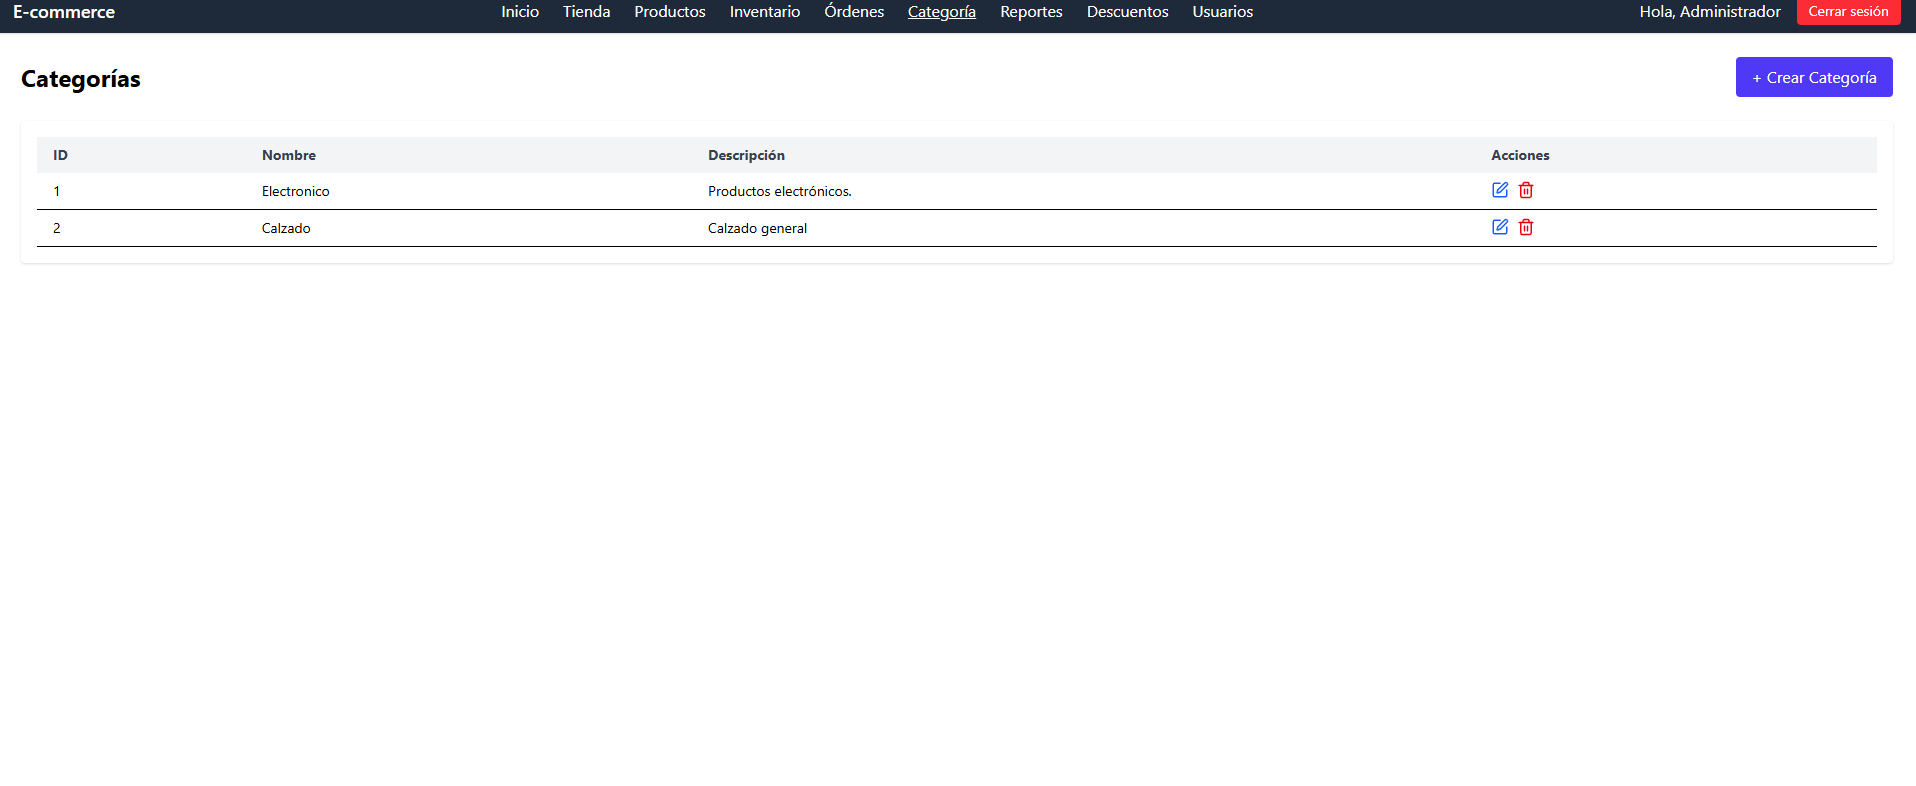 E-commerce Inicio Tienda Productos Inventario Órdenes Categoría Reportes Descuentos Usuarios Hola, Administrador Cerrar sesión
Categorías + Crear Categoría
ID Nombre Descripción Acciones
1 Electronico Productos electrónicos.
2 Calzado Calzado general